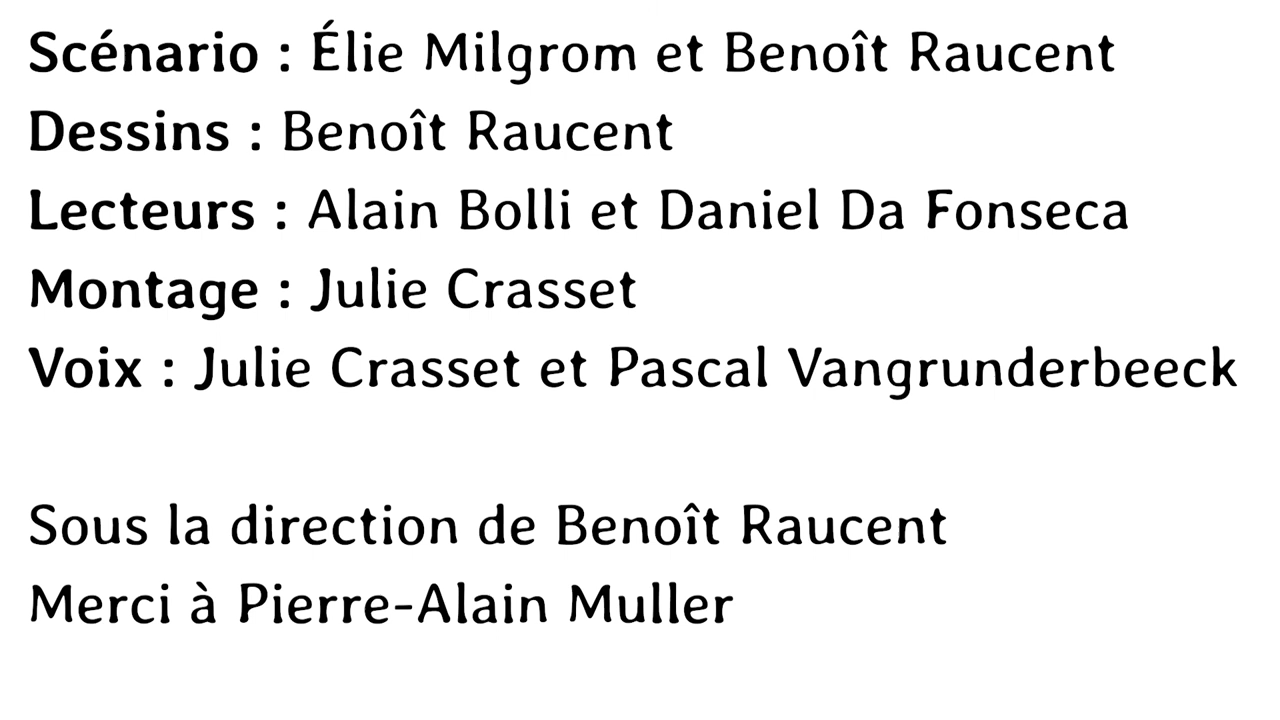 Scénario : Élie Milgrom et Benoît Raucent
Dessins : Benoît Raucent
Lecteurs : Alain Bolli et Daniel Da Fonseca
Montage : Julie Crasset
Voix : Julie Crasset et Pascal Vangrunderbeeck
Sous la direction de Benoît Raucent
Merci à Pierre-Alain Muller